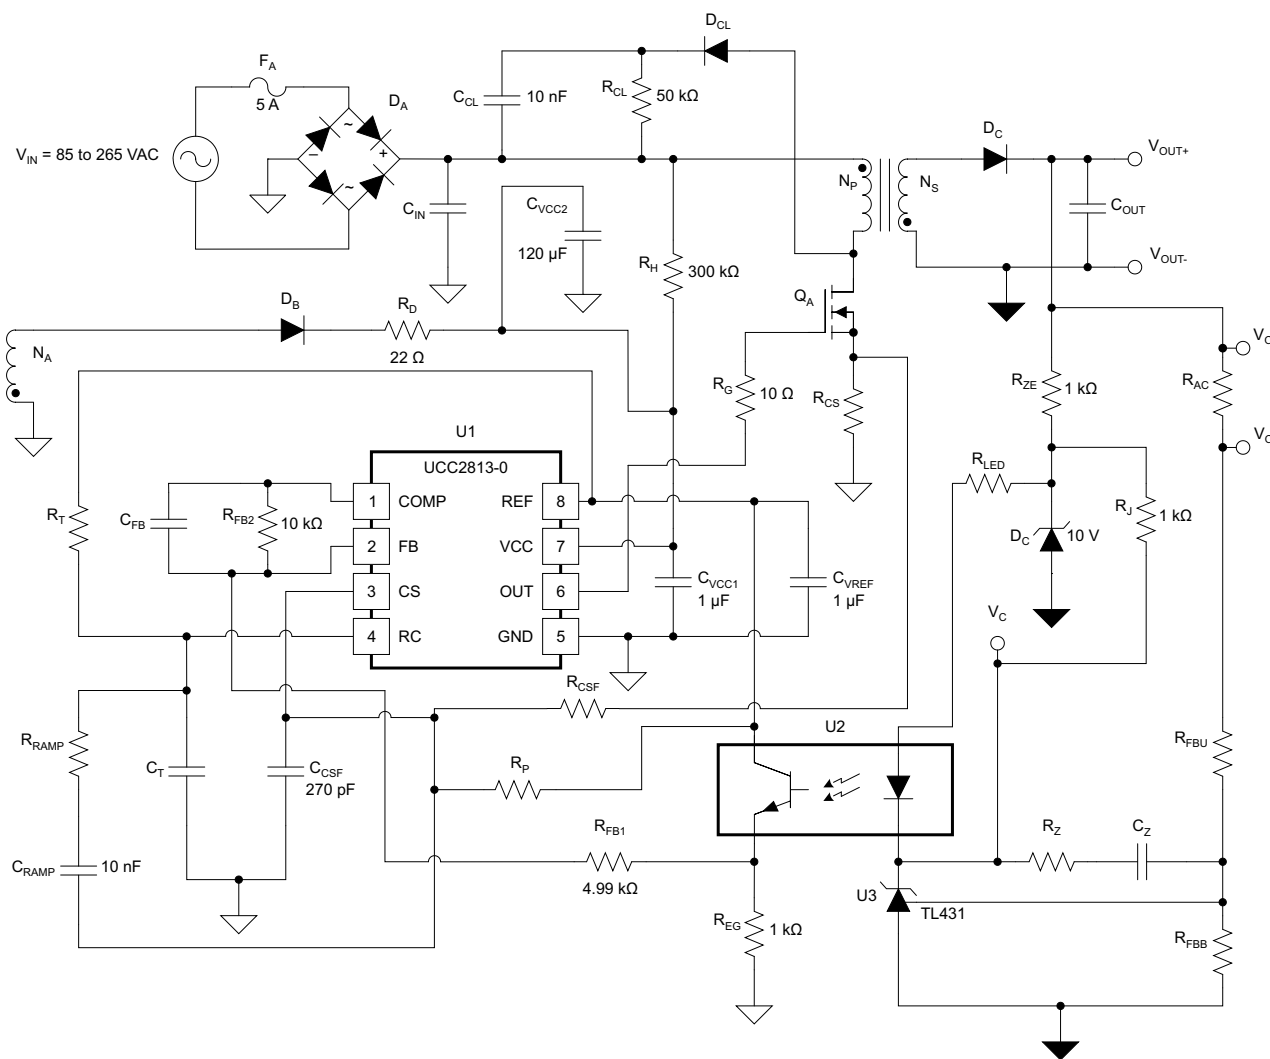 D_CL
F_A
5 A
D_A
C_CL
10 nF
R_CL
50 kΩ
D_C
V_OUT+
V_IN = 85 to 265 VAC
~
–
+
~
N_P
N_S
C_IN
C_VCC2
120 µF
C_OUT
R_H
300 kΩ
V_OUT-
Q_A
D_B
R_D
22 Ω
N_A
R_G
10 Ω
R_CS
R_ZE
1 kΩ
R_AC
U1
UCC2813-0
R_LED
1
COMP
REF
8
R_T
C_FB
R_FB2
10 kΩ
R_J
1 kΩ
2
FB
VCC
7
D_C
10 V
3
CS
OUT
6
C_VCC1
1 µF
C_VREF
1 µF
V_C
4
RC
GND
5
R_CSF
U2
R_RAMP
C_T
C_CSF
270 pF
R_P
R_FBU
R_FB1
4.99 kΩ
R_Z
C_Z
C_RAMP
10 nF
U3
TL431
R_EG
1 kΩ
R_FBB